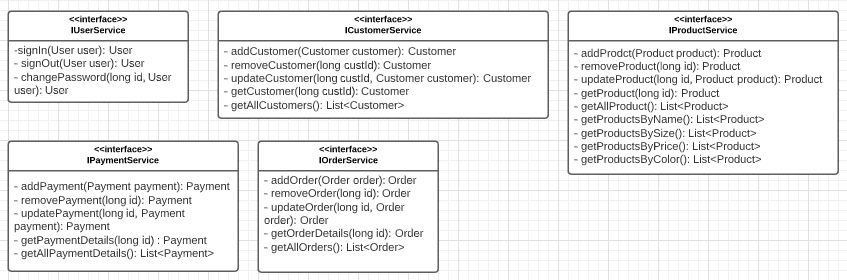 <<interface>>
IUserService
-signIn(User user): User
- signOut(User user): User
- changePassword(long id, User
user): User
<<interface>>
ICustomerService
- addCustomer(Customer customer): Customer
- removeCustomer(long custId): Customer
- updateCustomer(long custId, Customer customer): Customer
- getCustomer(long custId): Customer
- getAllCustomers(): List<Customer>
<<interface>>
IProductService
- addProdct(Product product): Product
- removeProduct(long id): Product
- updateProduct(long id, Product product): Product
- getProduct(long id): Product
- getAllProduct(): List<Product>
- getProductsByName(): List<Product>
- getProductsBySize(): List<Product>
- getProductsByPrice(): List<Product>
- getProductsByColor(): List<Product>
<<interface>>
IPaymentService
- addPayment(Payment payment): Payment
- removePayment(long id): Payment
- updatePayment(long id, Payment
payment): Payment
- getPaymentDetails(long id) : Payment
- getAllPaymentDetails(): List<Payment>
<<interface>>
IOrderService
- addOrder(Order order): Order
- removeOrder(long id): Order
- updateOrder(long id, Order
order): Order
- getOrderDetails(long id): Order
- getAllOrders(): List<Order>